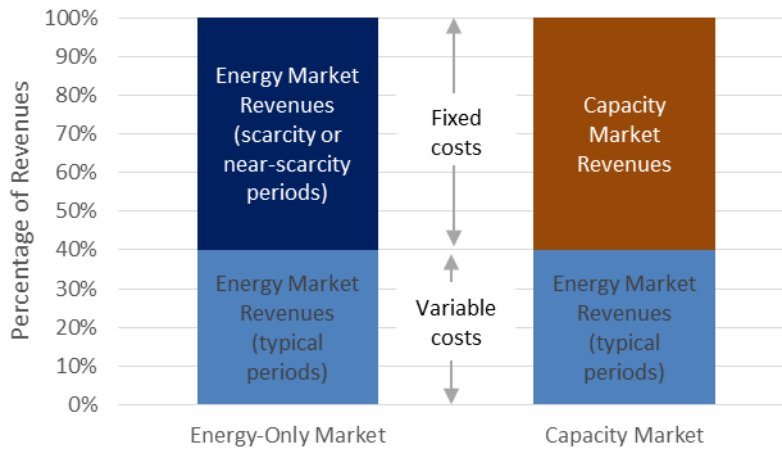 Percentage of Revenues
100%
90%
80%
70%
60%
50%
40%
30%
20%
10%
0%
Energy Market
Revenues
(scarcity or
near-scarcity
periods)
Energy Market
Revenues
(typical
periods)
Fixed
costs
Variable
costs
Capacity
Market
Revenues
Energy Market
Revenues
(typical
periods)
Energy-Only Market
Capacity Market